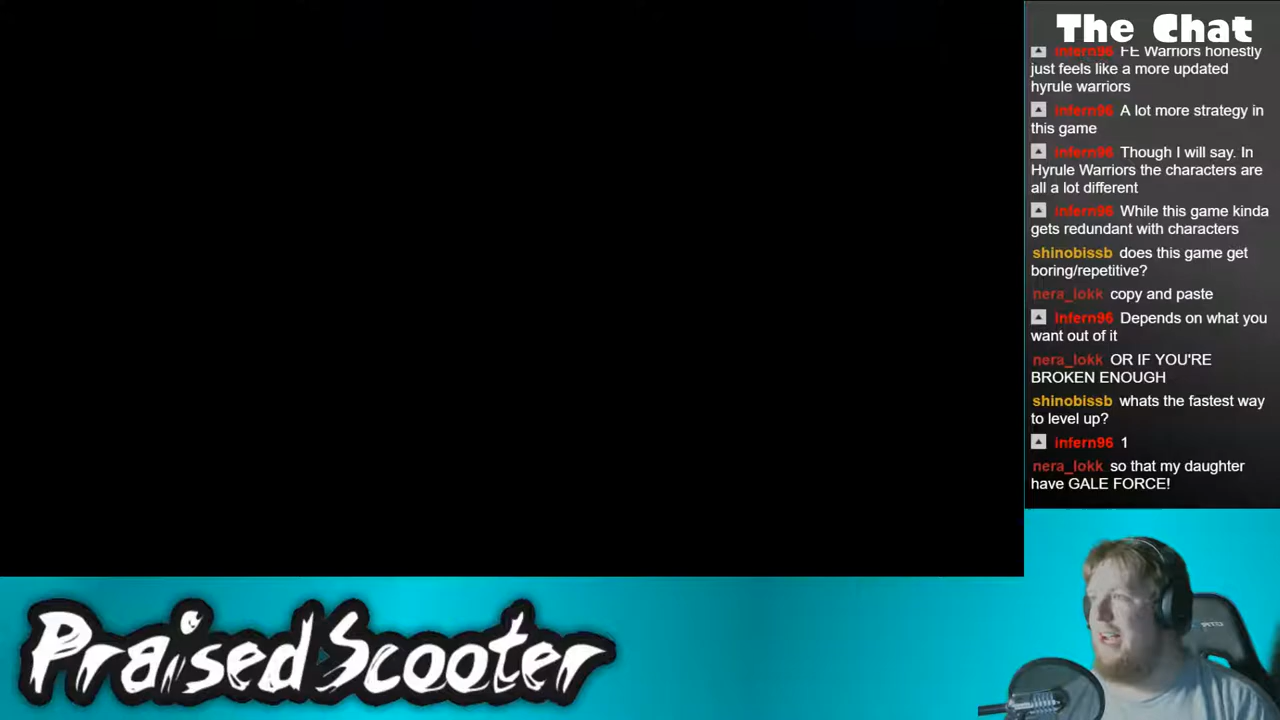 The Chat
infern96 FE Warriors honestly
just feels like a more updated
hyrule warriors
infern96 A lot more strategy in
this game
infern96 Though I will say. In
Hyrule Warriors the characters are
all a lot different
infern96 While this game kinda
gets redundant with characters
shinobissb does this game get
boring/repetitive?
nera_lokk copy and paste
infern96 Depends on what you
want out of it
nera_lokk OR IF YOU'RE
BROKEN ENOUGH
shinobissb whats the fastest way
to level up?
infern96 1
nera_lokk so that my daughter
have GALE FORCE!
PraisedScooter